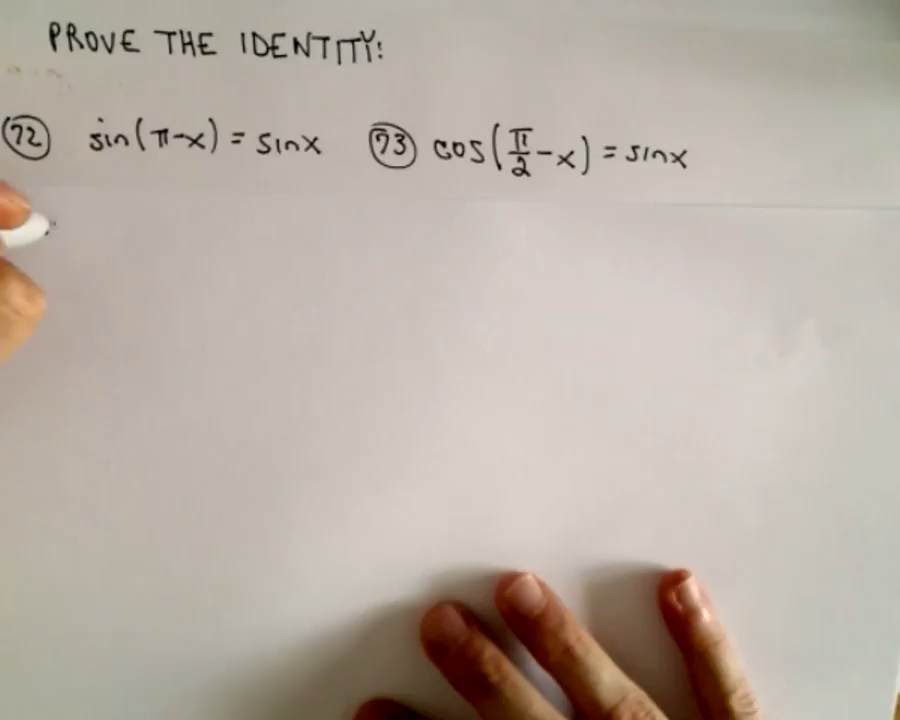 PROVE THE IDENTITY:
72 sin(π-x) = sinx 73 cos(π/2-x) = sinx